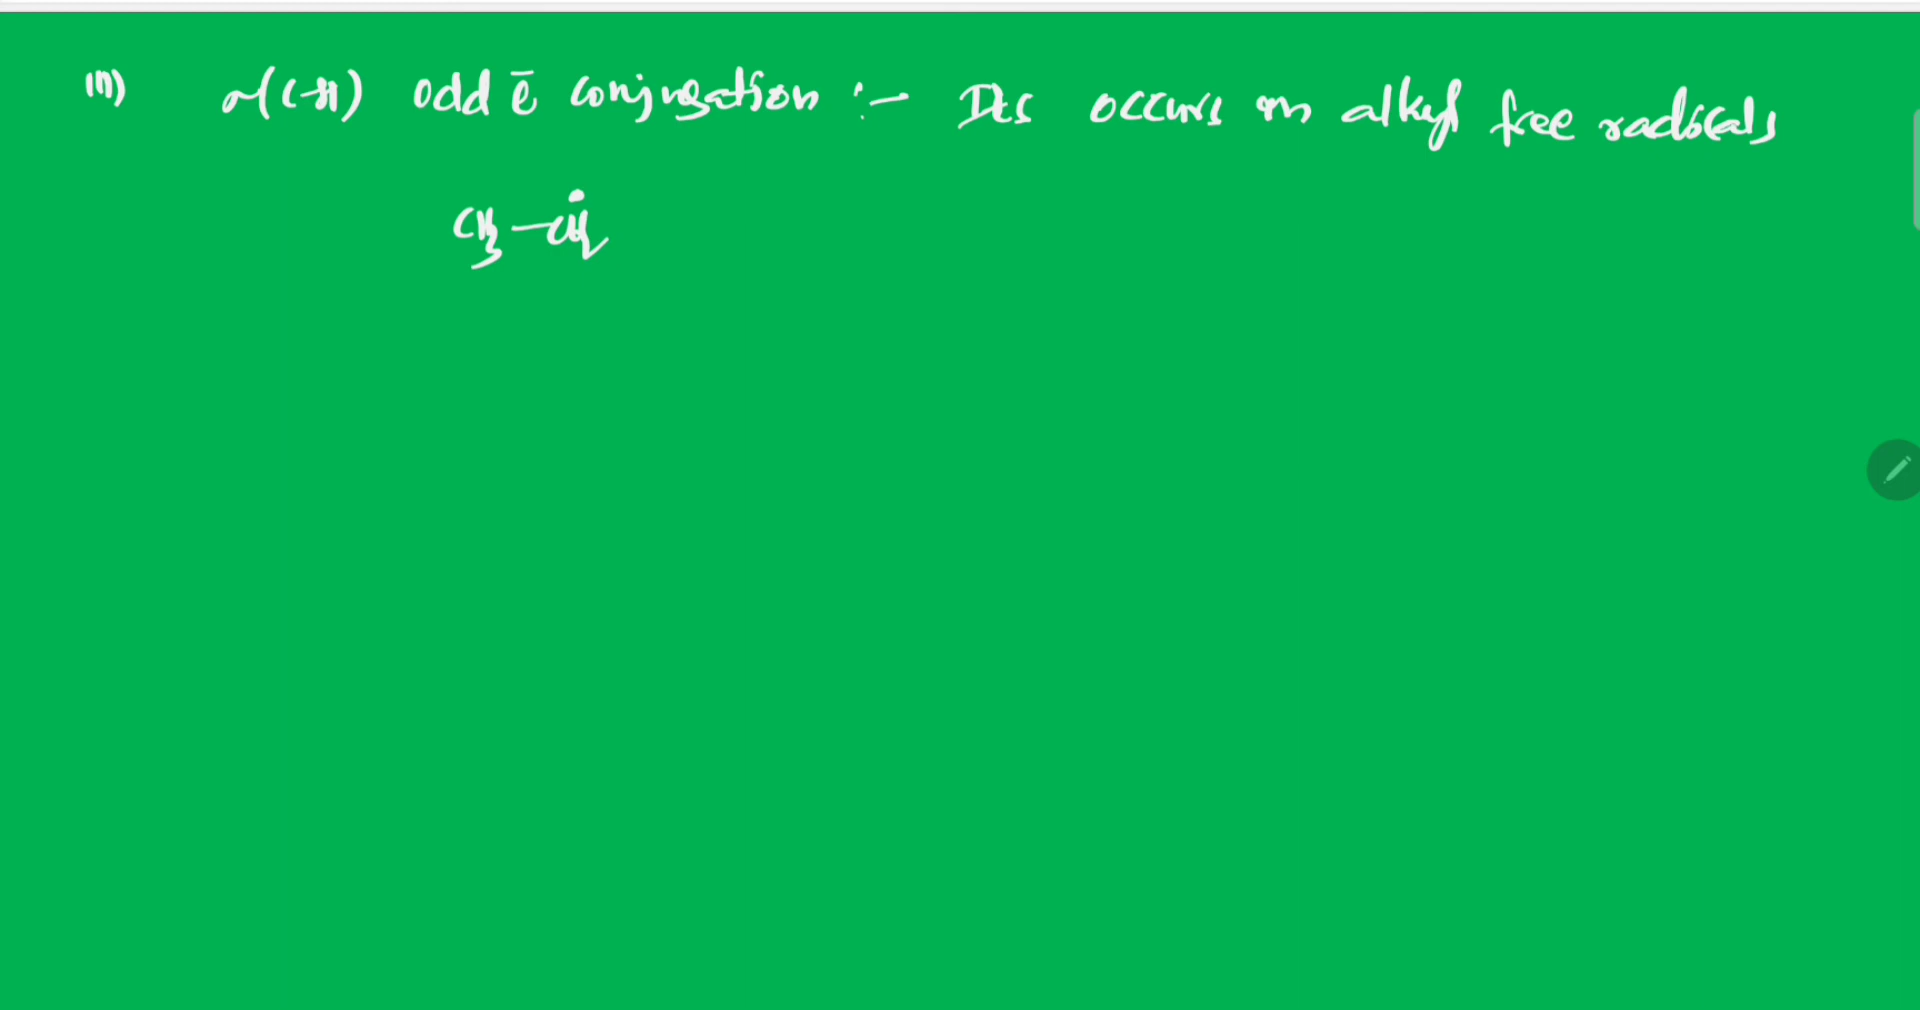 iii) σ(C-H) odd ē conjugation :- This occurs in alkyl free radicals
CH₃-ĊH₂